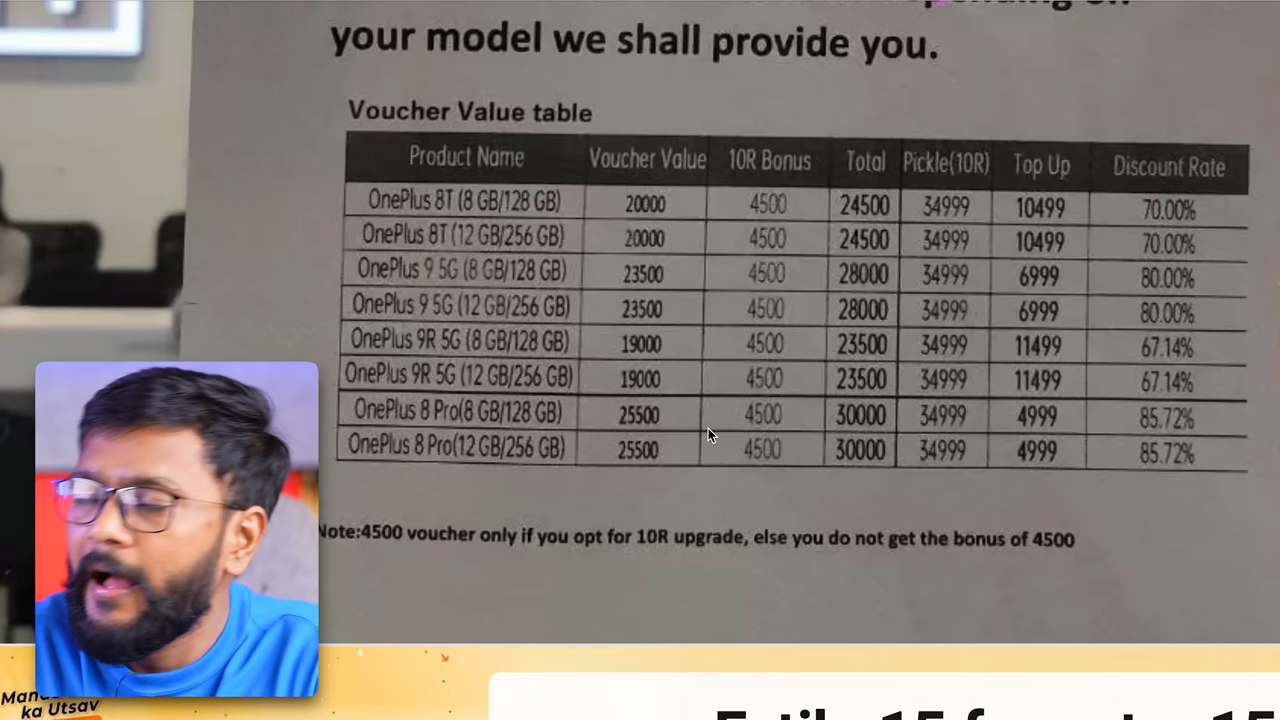 your model we shall provide you.
Voucher Value table
Product Name Voucher Value 10R Bonus Total Pickle(10R) Top Up Discount Rate
OnePlus 8T (8 GB/128 GB) 20000 4500 24500 34999 10499 70.00%
OnePlus 8T (12 GB/256 GB) 20000 4500 24500 34999 10499 70.00%
OnePlus 9 5G (8 GB/128 GB) 23500 4500 28000 34999 6999 80.00%
OnePlus 9 5G (12 GB/256 GB) 23500 4500 28000 34999 6999 80.00%
OnePlus 9R 5G (8 GB/128 GB) 19000 4500 23500 34999 11499 67.14%
OnePlus 9R 5G (12 GB/256 GB) 19000 4500 23500 34999 11499 67.14%
OnePlus 8 Pro(8 GB/128 GB) 25500 4500 30000 34999 4999 85.72%
OnePlus 8 Pro(12 GB/256 GB) 25500 4500 30000 34999 4999 85.72%
Note:4500 voucher only if you opt for 10R upgrade, else you do not get the bonus of 4500
ka Utsav